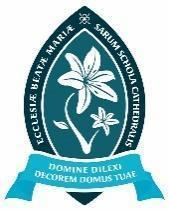 ECCLESIÆ BEATÆ MARIÆ
SARUM SCHOLA CATHEDRALIS
DOMINE DILEXI
DECOREM DOMUS TUAE